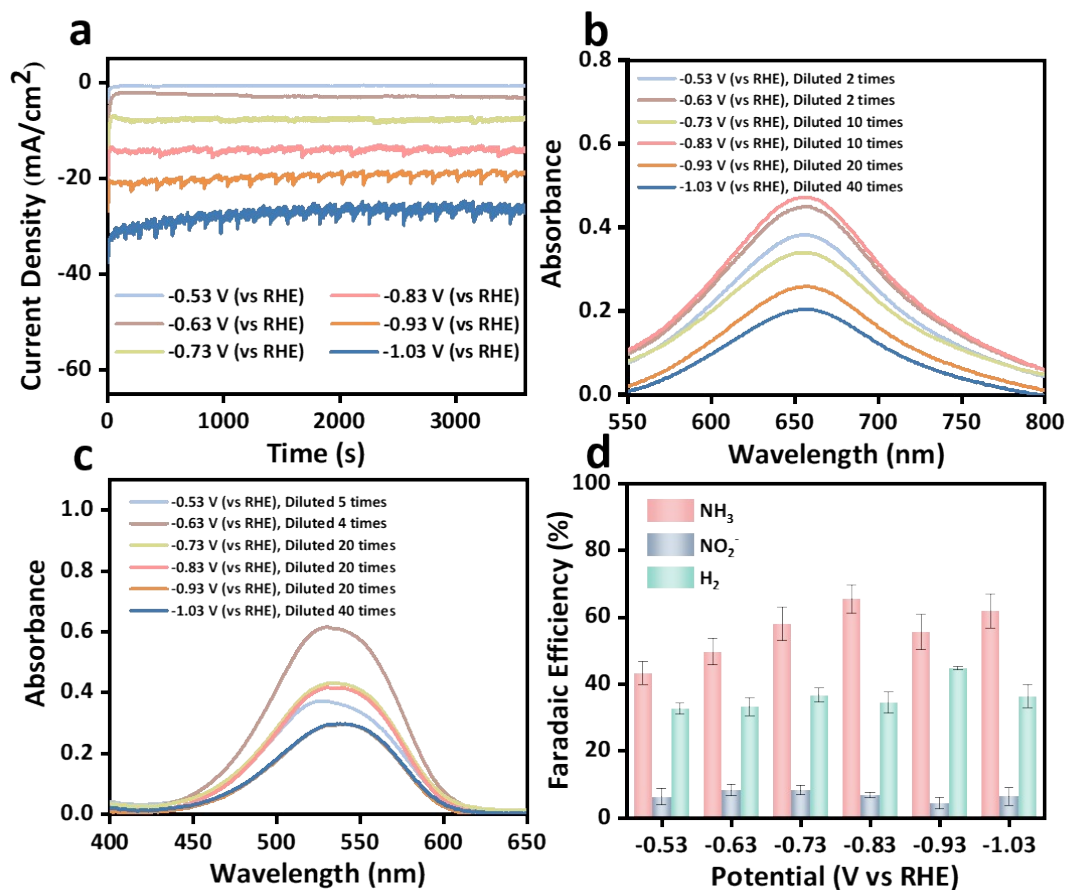 a
Current Density (mA/cm²)
0
-20
-40
-60
-0.53 V (vs RHE)
-0.63 V (vs RHE)
-0.73 V (vs RHE)
-0.83 V (vs RHE)
-0.93 V (vs RHE)
-1.03 V (vs RHE)
0
1000
2000
3000
Time (s)
b
Absorbance
0.8
0.6
0.4
0.2
0.0
-0.53 V (vs RHE), Diluted 2 times
-0.63 V (vs RHE), Diluted 2 times
-0.73 V (vs RHE), Diluted 10 times
-0.83 V (vs RHE), Diluted 10 times
-0.93 V (vs RHE), Diluted 20 times
-1.03 V (vs RHE), Diluted 40 times
550
600
650
700
750
800
Wavelength (nm)
c
Absorbance
1.0
0.8
0.6
0.4
0.2
0.0
-0.53 V (vs RHE), Diluted 5 times
-0.63 V (vs RHE), Diluted 4 times
-0.73 V (vs RHE), Diluted 20 times
-0.83 V (vs RHE), Diluted 20 times
-0.93 V (vs RHE), Diluted 20 times
-1.03 V (vs RHE), Diluted 40 times
400
450
500
550
600
650
Wavelength (nm)
d
Faradaic Efficiency (%)
100
80
60
40
20
0
NH₃
NO₂⁻
H₂
-0.53
-0.63
-0.73
-0.83
-0.93
-1.03
Potential (V vs RHE)